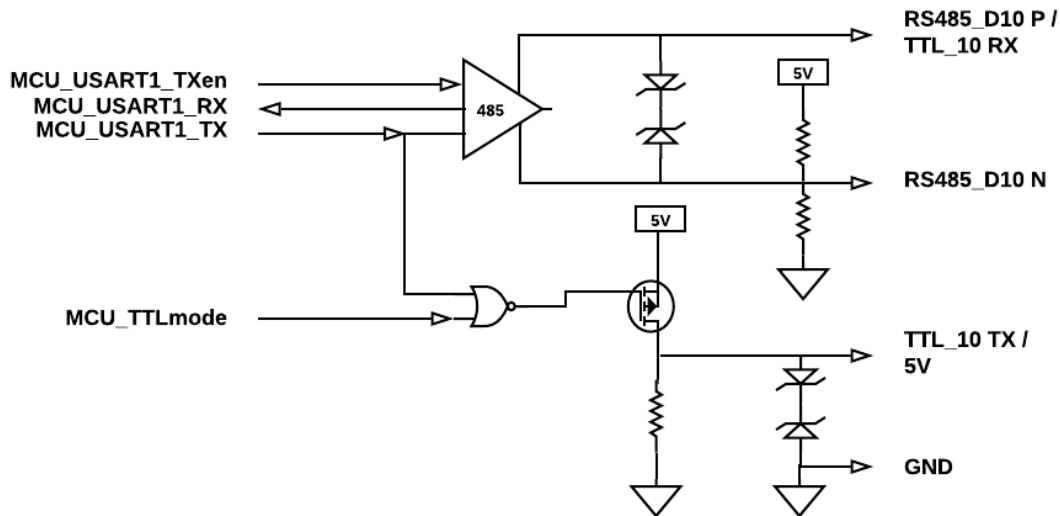 RS485_D10 P /
TTL_10 RX
5V
MCU_USART1_TXen
MCU_USART1_RX
485
MCU_USART1_TX
RS485_D10 N
5V
MCU_TTLmode
TTL_10 TX /
5V
GND